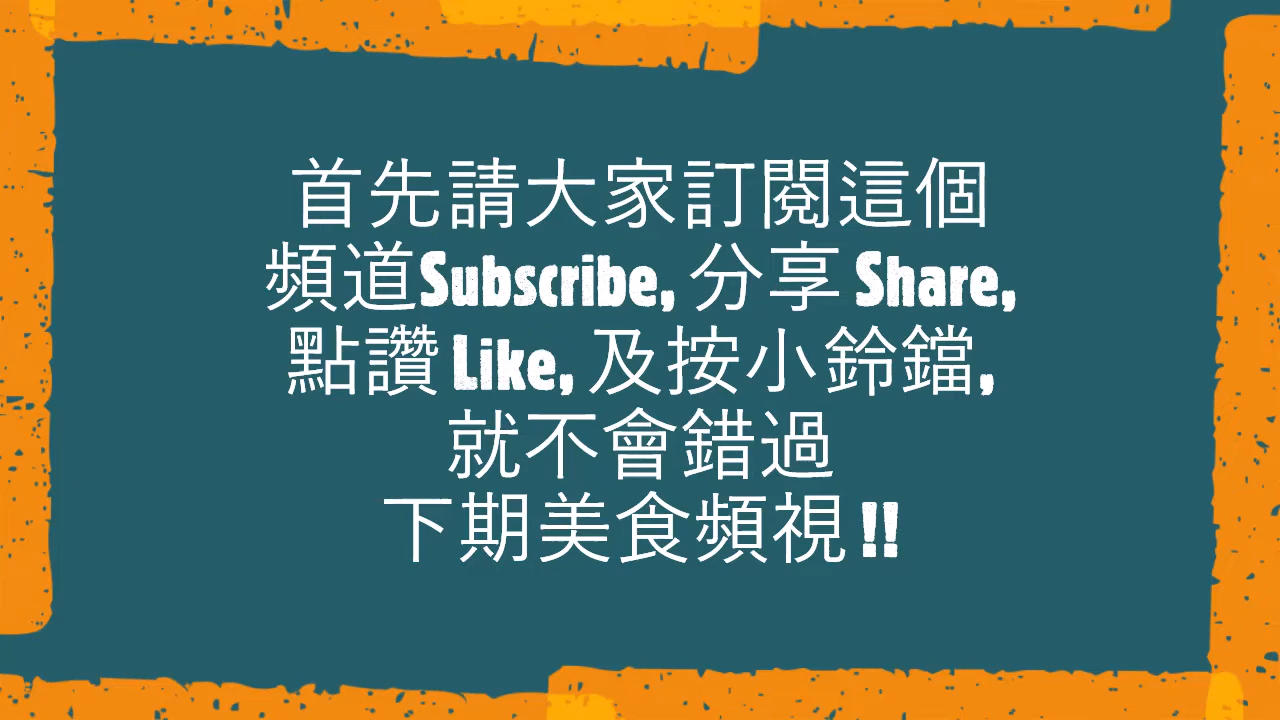 首先請大家訂閱這個
頻道Subscribe, 分享 Share,
點讚 Like, 及按小鈴鐺,
就不會錯過
下期美食頻視 !!